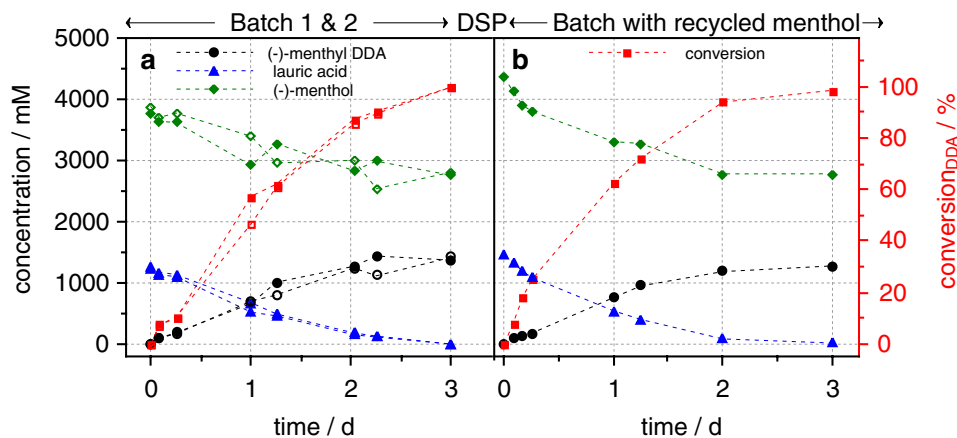 Batch 1 & 2 DSP Batch with recycled menthol
5000
4000
3000
2000
1000
0
concentration / mM
a
(-)-menthyl DDA
lauric acid
(-)-menthol
0 1 2 3
time / d
b
conversion
0 1 2 3
time / d
100
80
60
40
20
0
conversionDDA / %